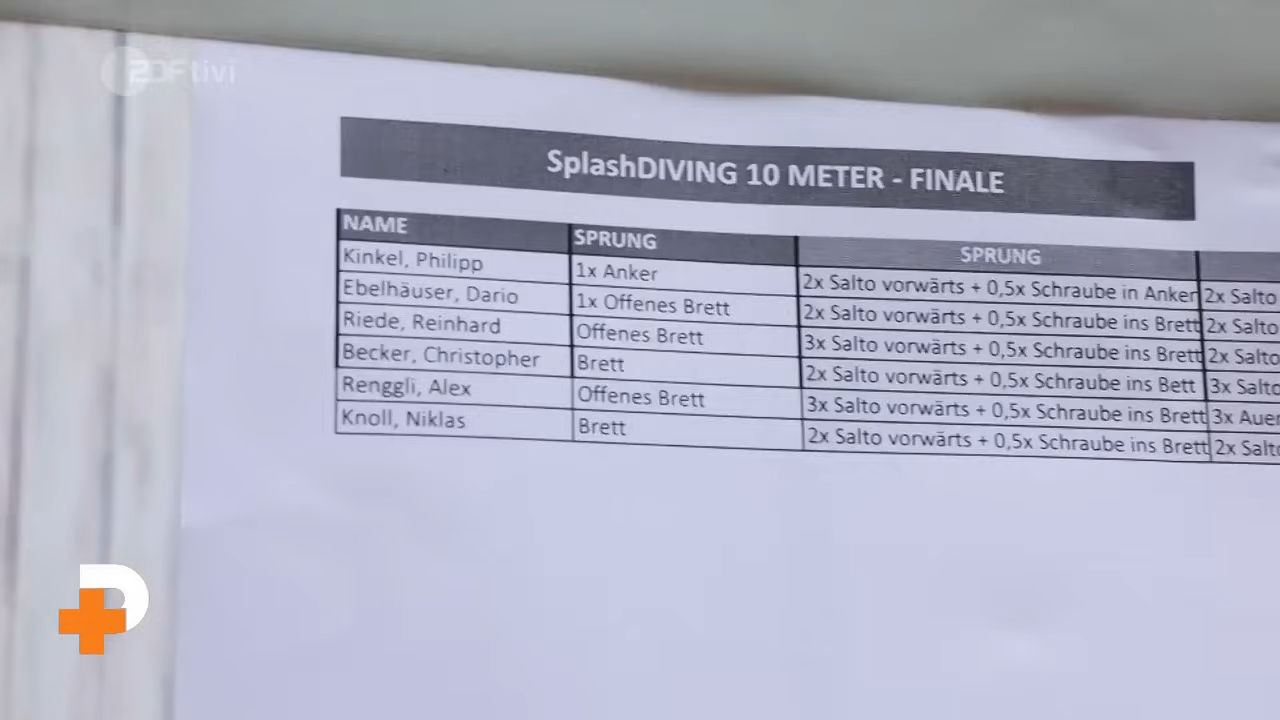 ZDFtivi
SplashDIVING 10 METER - FINALE
NAME SPRUNG SPRUNG
Kinkel, Philipp 1x Anker 2x Salto vorwärts + 0,5x Schraube in Anker 2x Salto
Ebelhäuser, Dario 1x Offenes Brett 2x Salto vorwärts + 0,5x Schraube ins Brett 2x Salto
Riede, Reinhard Offenes Brett 3x Salto vorwärts + 0,5x Schraube ins Brett 2x Salto
Becker, Christopher Brett 2x Salto vorwärts + 0,5x Schraube ins Bett 3x Salto
Renggli, Alex Offenes Brett 3x Salto vorwärts + 0,5x Schraube ins Brett 3x Auer
Knoll, Niklas Brett 2x Salto vorwärts + 0,5x Schraube ins Brett 2x Salto